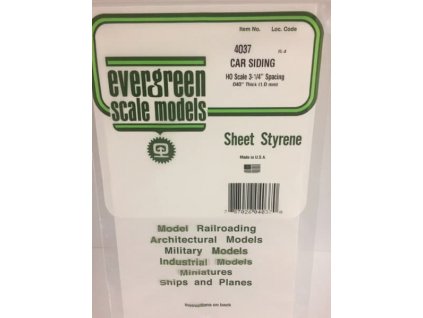 Item No. Loc. Code
4037
CAR SIDING
HO Scale 3-1/4" Spacing
.040" Thick (1.0 mm)
evergreen
scale models
Sheet Styrene
Made in U.S.A
Model Railroading
Architectural Models
Military Models
Industrial Models
Miniatures
Ships and Planes